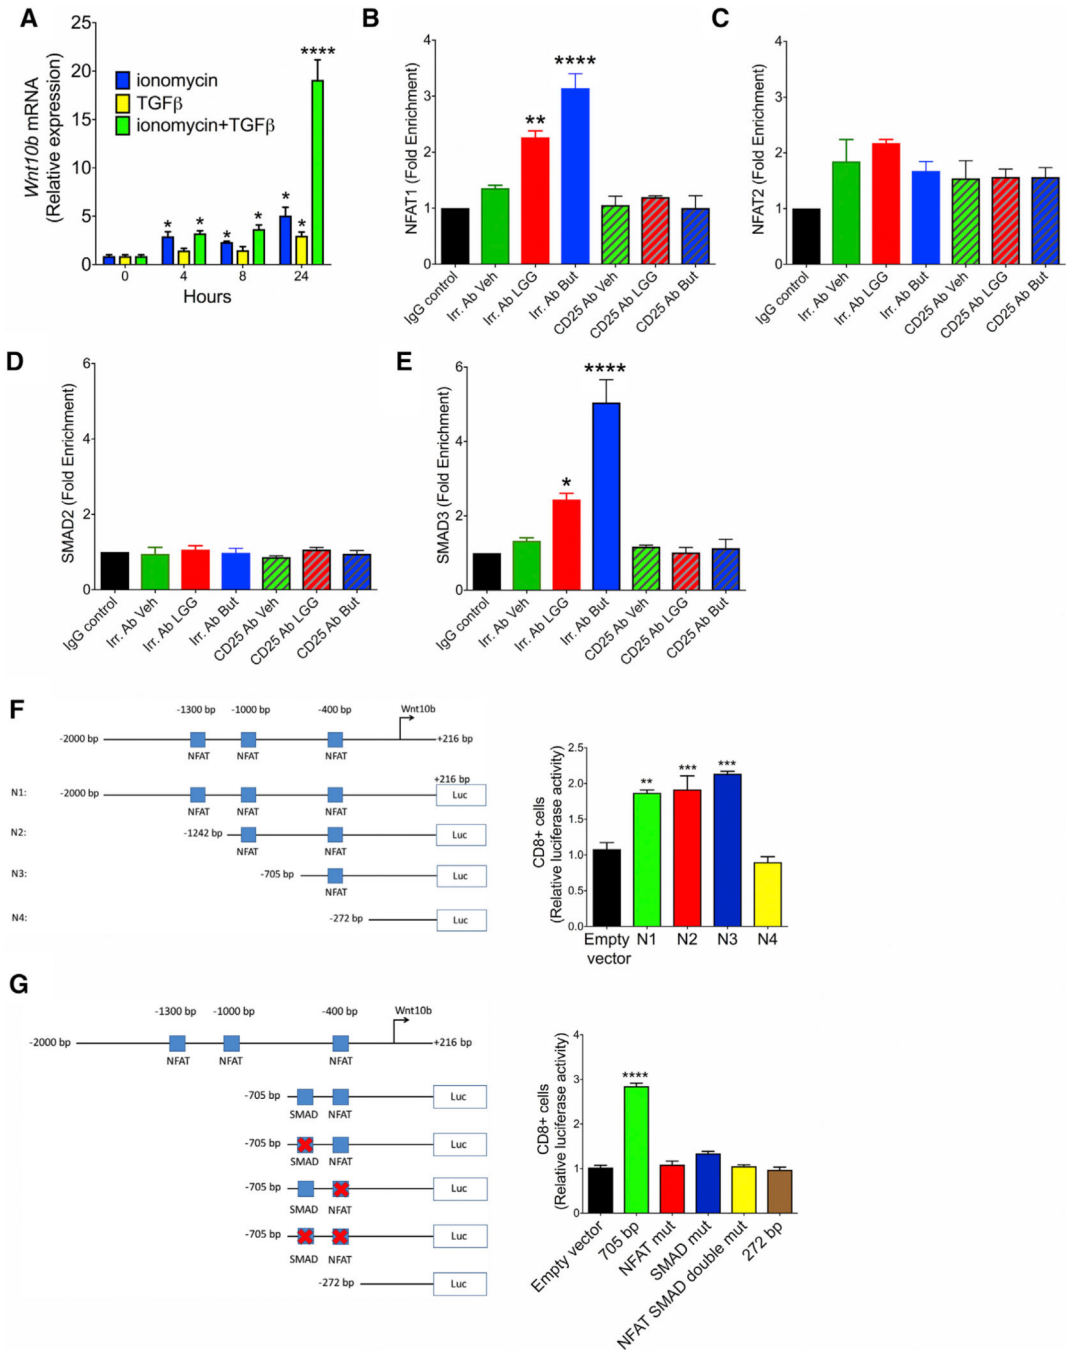 A
Wnt10b mRNA
(Relative expression)
25
20
15
10
5
0
ionomycin
TGFβ
ionomycin+TGFβ
*
*
*
*
*
*
****
0
4
8
24
Hours
B
NFAT1 (Fold Enrichment)
4
3
2
1
0
**
****
IgG control
Irr. Ab Veh
Irr. Ab LGG
Irr. Ab But
CD25 Ab Veh
CD25 Ab LGG
CD25 Ab But
C
NFAT2 (Fold Enrichment)
4
3
2
1
0
IgG control
Irr. Ab Veh
Irr. Ab LGG
Irr. Ab But
CD25 Ab Veh
CD25 Ab LGG
CD25 Ab But
D
SMAD2 (Fold Enrichment)
6
4
2
0
IgG control
Irr. Ab Veh
Irr. Ab LGG
Irr. Ab But
CD25 Ab Veh
CD25 Ab LGG
CD25 Ab But
E
SMAD3 (Fold Enrichment)
6
4
2
0
*
****
IgG control
Irr. Ab Veh
Irr. Ab LGG
Irr. Ab But
CD25 Ab Veh
CD25 Ab LGG
CD25 Ab But
F
-1300 bp -1000 bp -400 bp Wnt10b
-2000 bp +216 bp
NFAT NFAT NFAT
+216 bp
N1: -2000 bp Luc
NFAT NFAT NFAT
N2: -1242 bp Luc
NFAT NFAT
N3: -705 bp Luc
NFAT
N4: -272 bp Luc
CD8+ cells
(Relative luciferase activity)
2.5
2.0
1.5
1.0
0.5
0.0
**
***
***
Empty
vector
N1
N2
N3
N4
G
-1300 bp -1000 bp -400 bp Wnt10b
-2000 bp +216 bp
NFAT NFAT NFAT
-705 bp Luc
SMAD NFAT
-705 bp Luc
SMAD NFAT
-705 bp Luc
SMAD NFAT
-705 bp Luc
SMAD NFAT
-272 bp Luc
CD8+ cells
(Relative luciferase activity)
4
3
2
1
0
****
Empty vector
705 bp
NFAT mut
SMAD mut
NFAT SMAD double mut
272 bp